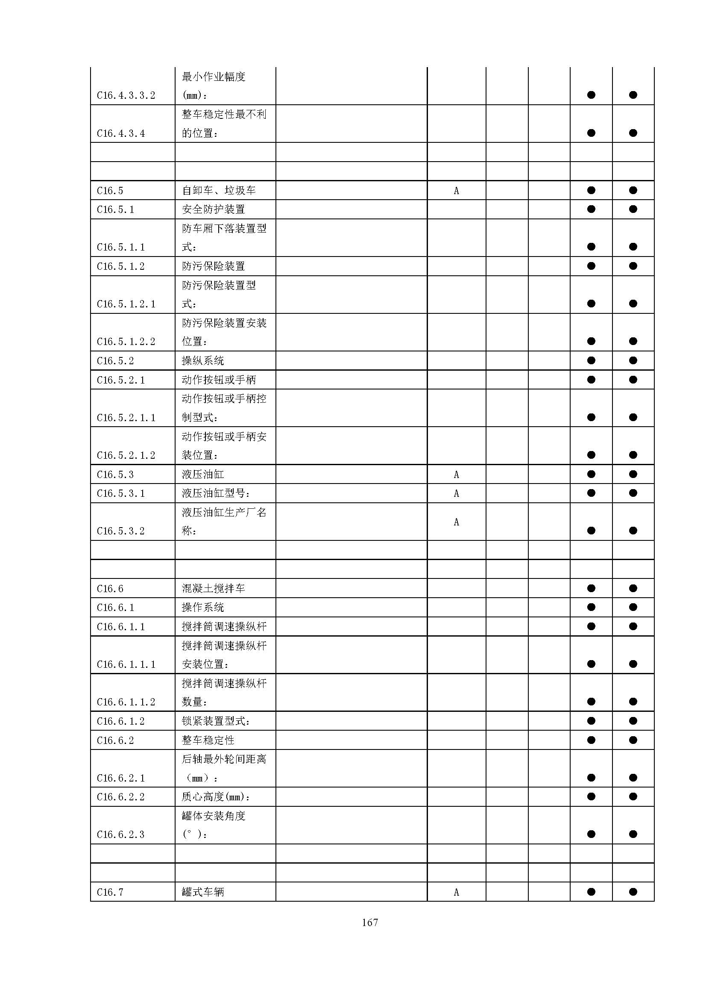 最小作业幅度
C16.4.3.3.2 (mm): ● ●
整车稳定性最不利
C16.4.3.4 的位置: ● ●
C16.5 自卸车、垃圾车 A ● ●
C16.5.1 安全防护装置 ● ●
防车厢下落装置型
C16.5.1.1 式: ● ●
C16.5.1.2 防污保险装置 ● ●
防污保险装置型
C16.5.1.2.1 式: ● ●
防污保险装置安装
C16.5.1.2.2 位置: ● ●
C16.5.2 操纵系统 ● ●
C16.5.2.1 动作按钮或手柄 ● ●
动作按钮或手柄控
C16.5.2.1.1 制型式: ● ●
动作按钮或手柄安
C16.5.2.1.2 装位置: ● ●
C16.5.3 液压油缸 A ● ●
C16.5.3.1 液压油缸型号: A ● ●
液压油缸生产厂名
C16.5.3.2 称: A ● ●
C16.6 混凝土搅拌车 ● ●
C16.6.1 操作系统 ● ●
C16.6.1.1 搅拌筒调速操纵杆 ● ●
搅拌筒调速操纵杆
C16.6.1.1.1 安装位置: ● ●
搅拌筒调速操纵杆
C16.6.1.1.2 数量: ● ●
C16.6.1.2 锁紧装置型式: ● ●
C16.6.2 整车稳定性 ● ●
后轴最外轮间距离
C16.6.2.1 （mm）: ● ●
C16.6.2.2 质心高度(mm): ● ●
罐体安装角度
C16.6.2.3 (°): ● ●
C16.7 罐式车辆 A ● ●
167